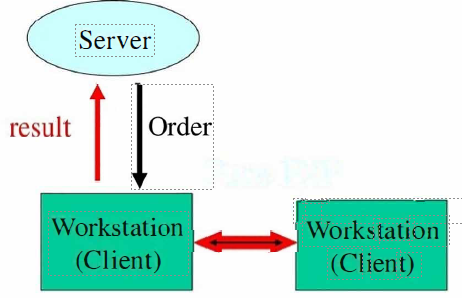 Server
result
Order
Workstation
(Client)
Workstation
(Client)